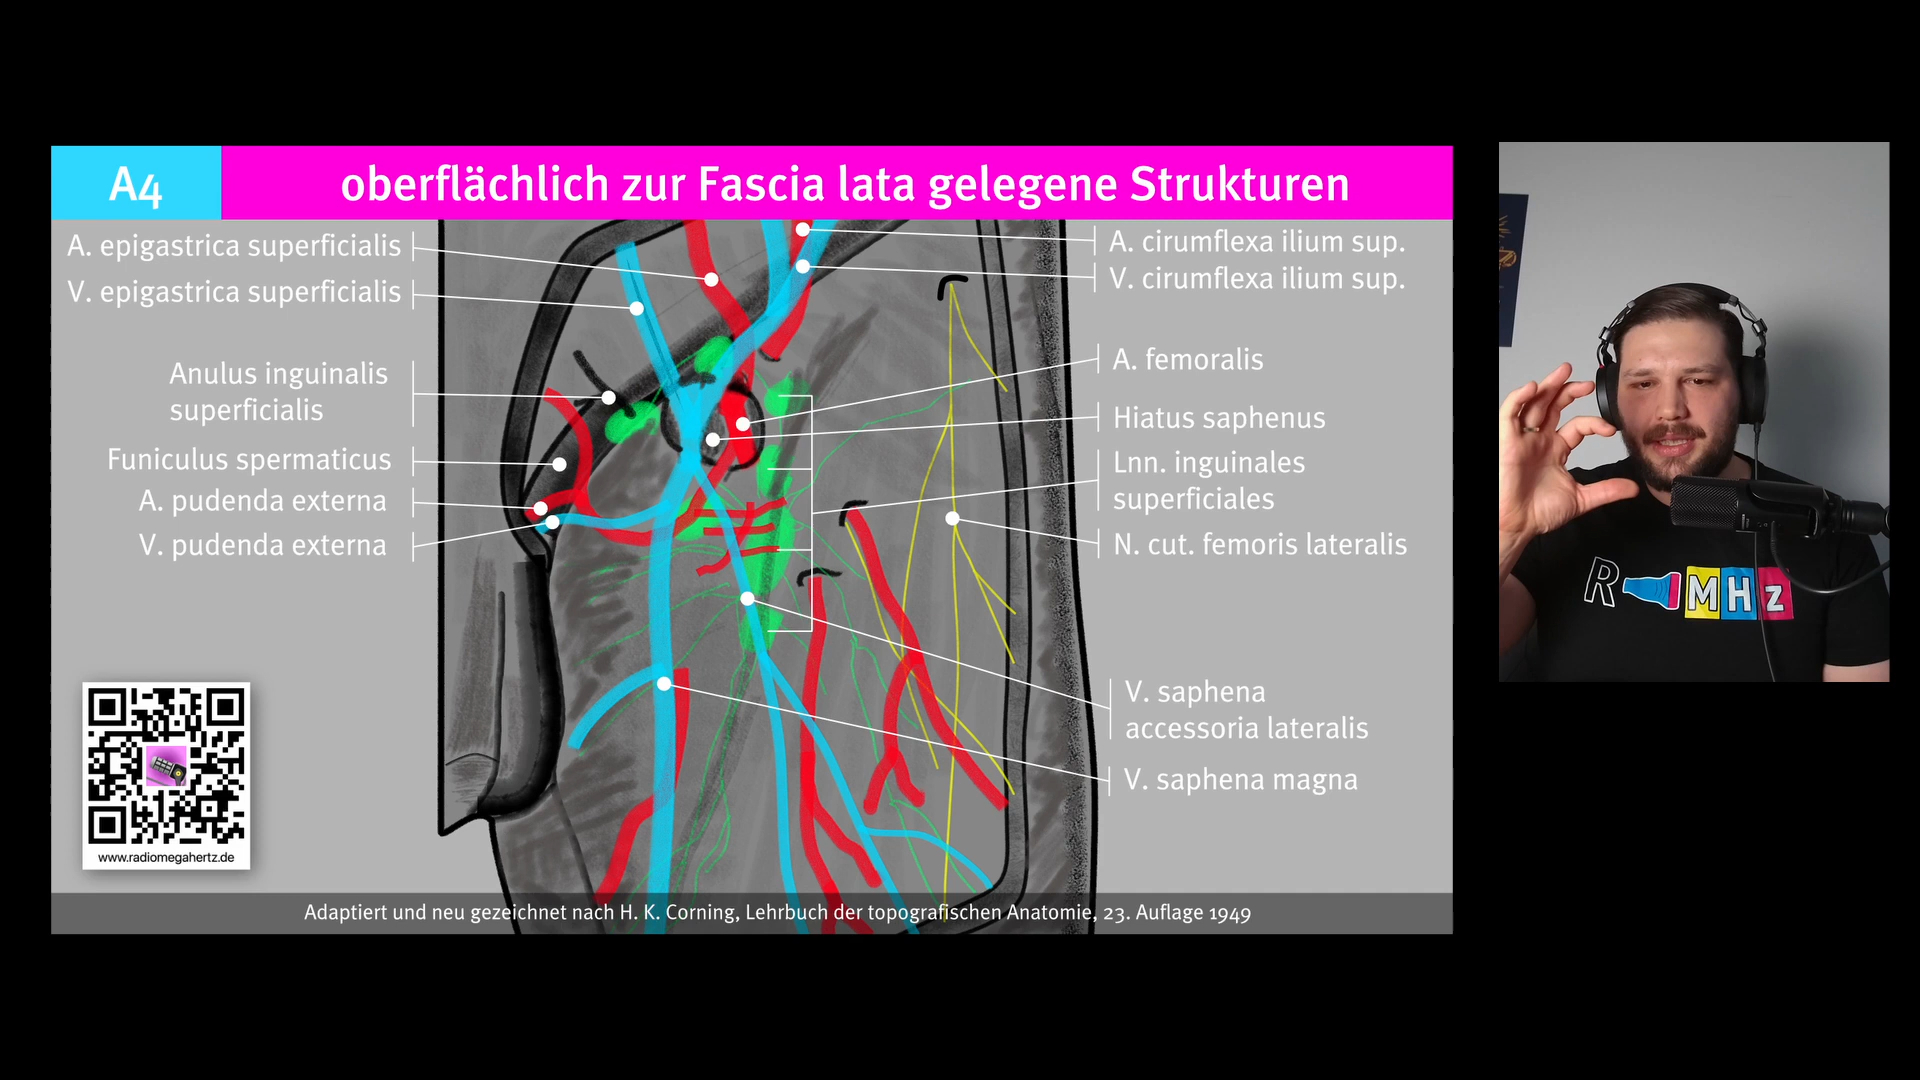 A4
oberflächlich zur Fascia lata gelegene Strukturen
A. epigastrica superficialis
V. epigastrica superficialis
Anulus inguinalis
superficialis
Funiculus spermaticus
A. pudenda externa
V. pudenda externa
A. cirumflexa ilium sup.
V. cirumflexa ilium sup.
A. femoralis
Hiatus saphenus
Lnn. inguinales
superficiales
N. cut. femoris lateralis
V. saphena
accessoria lateralis
V. saphena magna
www.radiomegahertz.de
Adaptiert und neu gezeichnet nach H. K. Corning, Lehrbuch der topografischen Anatomie, 23. Auflage 1949
R MHz